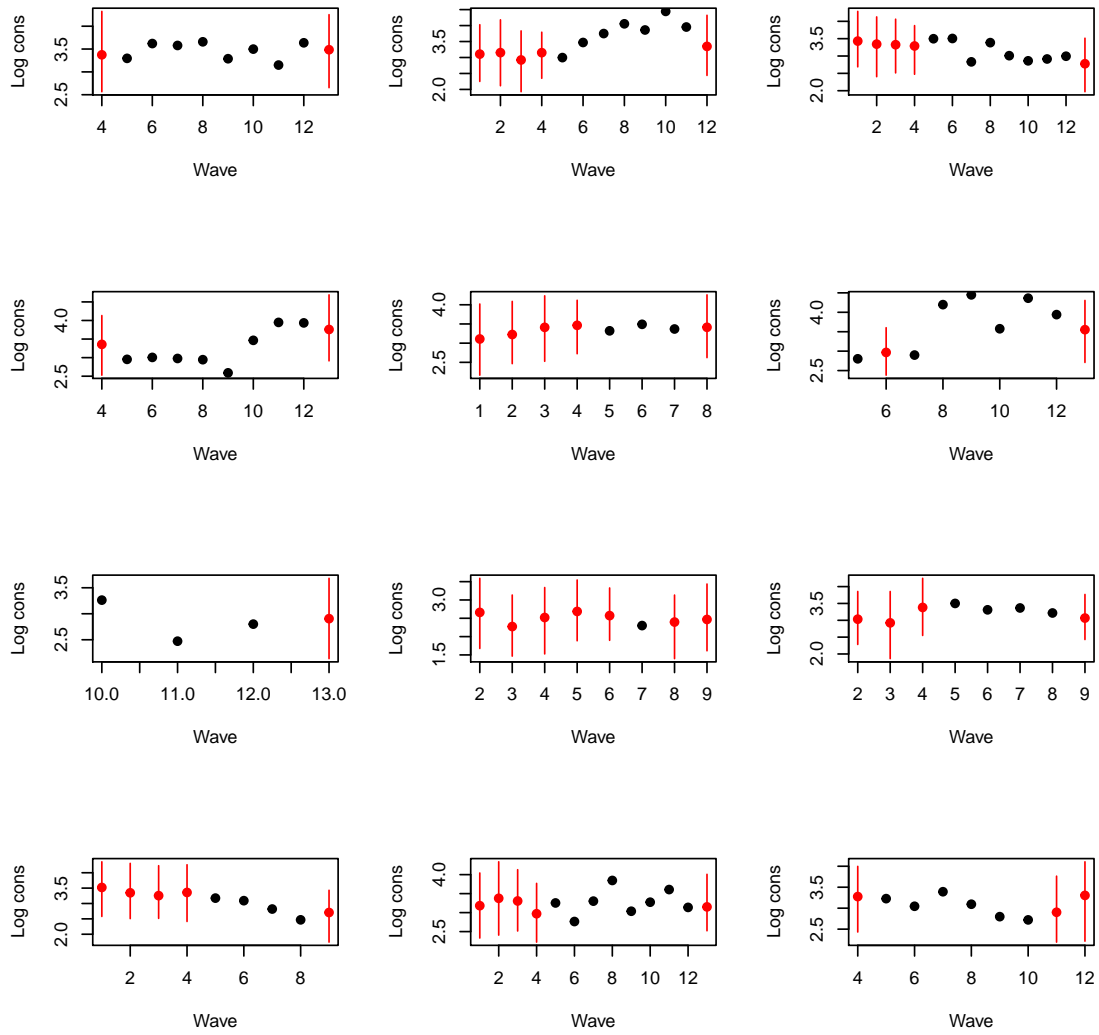 Log cons
2.5 3.5
4 6 8 10 12
Wave
Log cons
2.0 3.5
2 4 6 8 10 12
Wave
Log cons
2.0 3.5
2 4 6 8 10 12
Wave
Log cons
2.5 4.0
4 6 8 10 12
Wave
Log cons
2.5 4.0
1 2 3 4 5 6 7 8
Wave
Log cons
2.5 4.0
6 8 10 12
Wave
Log cons
2.5 3.5
10.0 11.0 12.0 13.0
Wave
Log cons
1.5 3.0
2 3 4 5 6 7 8 9
Wave
Log cons
2.0 3.5
2 3 4 5 6 7 8 9
Wave
Log cons
2.0 3.5
2 4 6 8
Wave
Log cons
2.5 4.0
2 4 6 8 10 12
Wave
Log cons
2.5 3.5
4 6 8 10 12
Wave